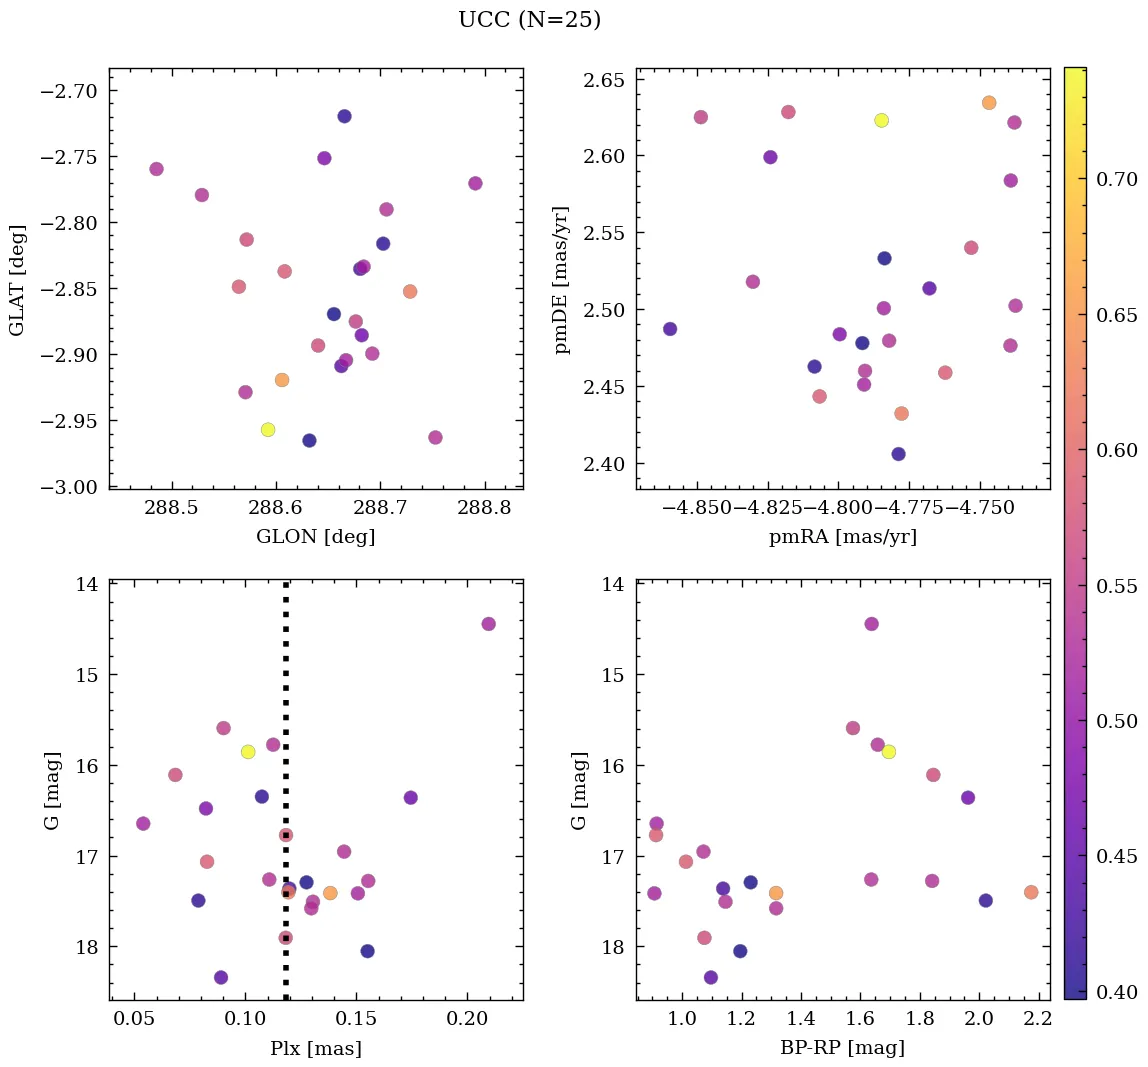 UCC (N=25)
−2.70
−2.75
−2.80
−2.85
−2.90
−2.95
−3.00
GLAT [deg]
288.5 288.6 288.7 288.8
GLON [deg]
2.65
2.60
2.55
2.50
2.45
2.40
pmDE [mas/yr]
−4.850 −4.825 −4.800 −4.775 −4.750
pmRA [mas/yr]
14
15
16
17
18
G [mag]
0.05 0.10 0.15 0.20
Plx [mas]
14
15
16
17
18
G [mag]
1.0 1.2 1.4 1.6 1.8 2.0 2.2
BP-RP [mag]
0.70
0.65
0.60
0.55
0.50
0.45
0.40